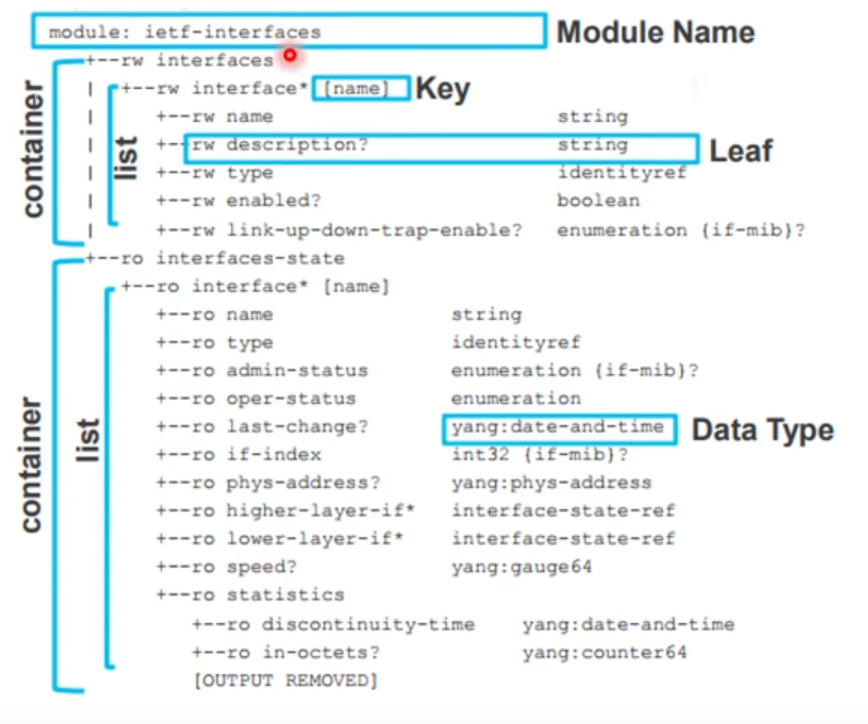 module: ietf-interfaces Module Name
+--rw interfaces
| +--rw interface* [name] Key
| +--rw name string
| +--rw description? string Leaf
| +--rw type identityref
| +--rw enabled? boolean
| +--rw link-up-down-trap-enable? enumeration {if-mib}?
container
list
+--ro interfaces-state
+--ro interface* [name]
+--ro name string
+--ro type identityref
+--ro admin-status enumeration {if-mib}?
+--ro oper-status enumeration
+--ro last-change? yang:date-and-time Data Type
+--ro if-index int32 {if-mib}?
+--ro phys-address? yang:phys-address
+--ro higher-layer-if* interface-state-ref
+--ro lower-layer-if* interface-state-ref
+--ro speed? yang:gauge64
+--ro statistics
+--ro discontinuity-time yang:date-and-time
+--ro in-octets? yang:counter64
[OUTPUT REMOVED]
container
list